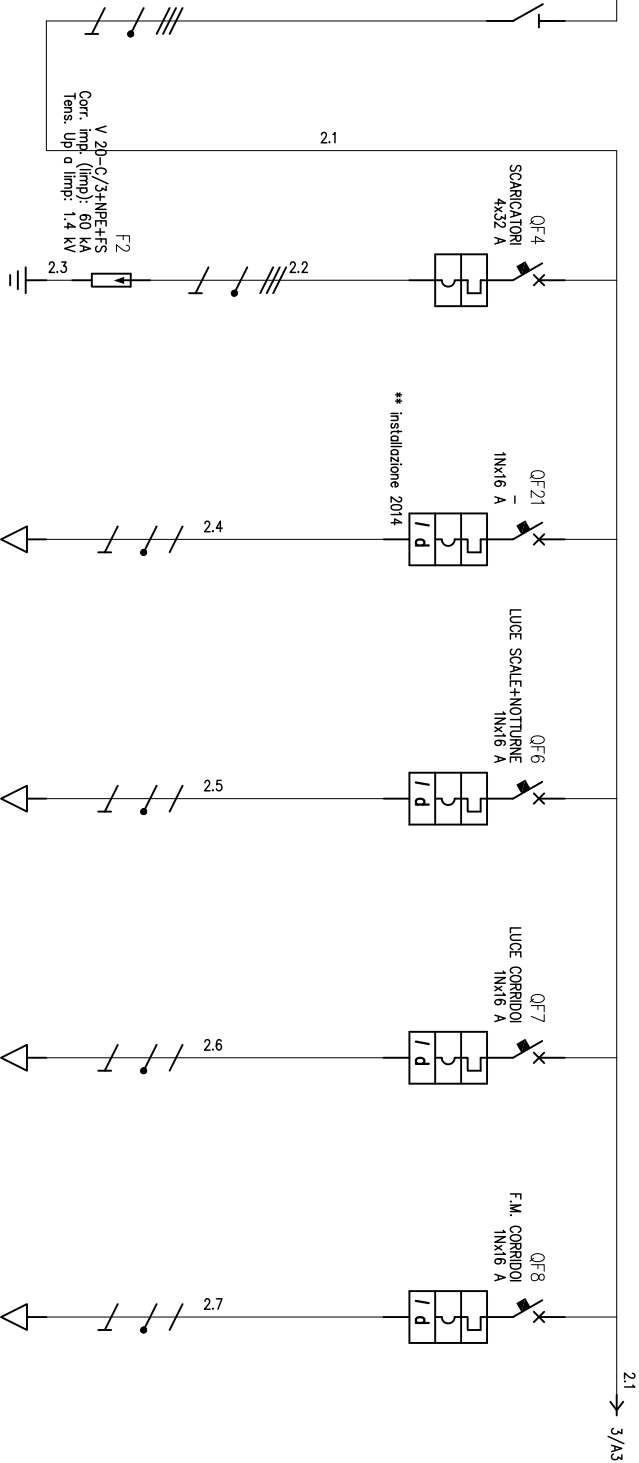 2.1
QF4
SCARICATORI
4x32 A
2.2
F2
V 20-C/3+NPE+FS
Corr. imp. (Iimp): 60 kA
Tens. Up a Iimp: 1.4 kV
2.3
QF21
-
1Nx16 A
I d
** installazione 2014
2.4
QF6
LUCE SCALE+NOTTURNE
1Nx16 A
I d
2.5
QF7
LUCE CORRIDOI
1Nx16 A
I d
2.6
QF8
F.M. CORRIDOI
1Nx16 A
I d
2.7
2.1
3/A3